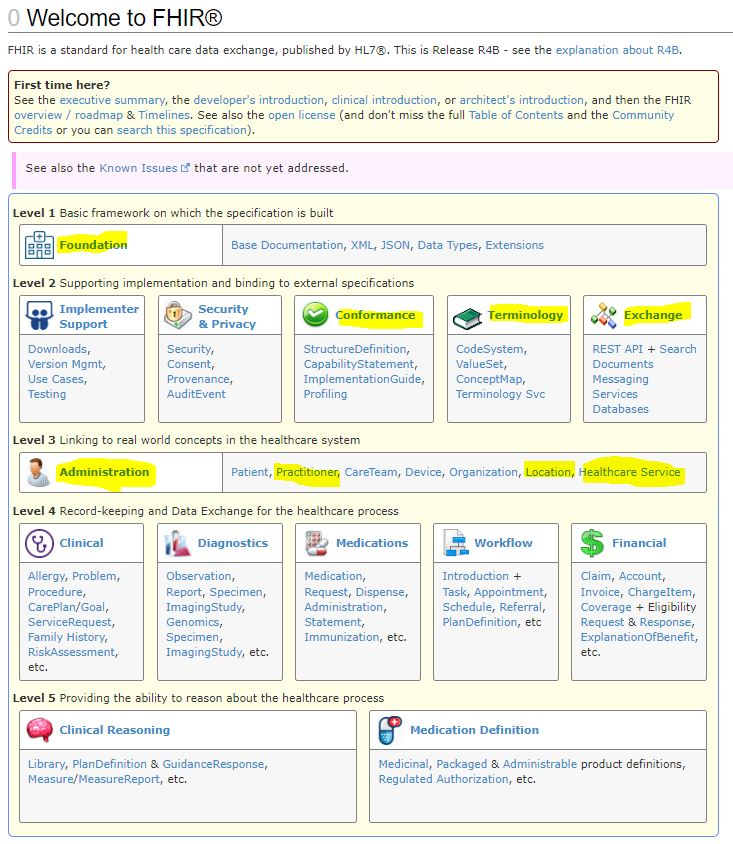 0 Welcome to FHIR®
FHIR is a standard for health care data exchange, published by HL7®. This is Release R4B - see the explanation about R4B.
First time here?
See the executive summary, the developer's introduction, clinical introduction, or architect's introduction, and then the FHIR
overview / roadmap & Timelines. See also the open license (and don't miss the full Table of Contents and the Community
Credits or you can search this specification).
See also the Known Issues that are not yet addressed.
Level 1 Basic framework on which the specification is built
Foundation
Base Documentation, XML, JSON, Data Types, Extensions
Level 2 Supporting implementation and binding to external specifications
Implementer
Support
Downloads,
Version Mgmt,
Use Cases,
Testing
Security
& Privacy
Security,
Consent,
Provenance,
AuditEvent
Conformance
StructureDefinition,
CapabilityStatement,
ImplementationGuide,
Profiling
Terminology
CodeSystem,
ValueSet,
ConceptMap,
Terminology Svc
Exchange
REST API + Search
Documents
Messaging
Services
Databases
Level 3 Linking to real world concepts in the healthcare system
Administration
Patient, Practitioner, CareTeam, Device, Organization, Location, Healthcare Service
Level 4 Record-keeping and Data Exchange for the healthcare process
Clinical
Allergy, Problem,
Procedure,
CarePlan/Goal,
ServiceRequest,
Family History,
RiskAssessment,
etc.
Diagnostics
Observation,
Report, Specimen,
ImagingStudy,
Genomics,
Specimen,
ImagingStudy, etc.
Medications
Medication,
Request, Dispense,
Administration,
Statement,
Immunization, etc.
Workflow
Introduction +
Task, Appointment,
Schedule, Referral,
PlanDefinition, etc
Financial
Claim, Account,
Invoice, ChargeItem,
Coverage + Eligibility
Request & Response,
ExplanationOfBenefit,
etc.
Level 5 Providing the ability to reason about the healthcare process
Clinical Reasoning
Library, PlanDefinition & GuidanceResponse,
Measure/MeasureReport, etc.
Medication Definition
Medicinal, Packaged & Administrable product definitions,
Regulated Authorization, etc.